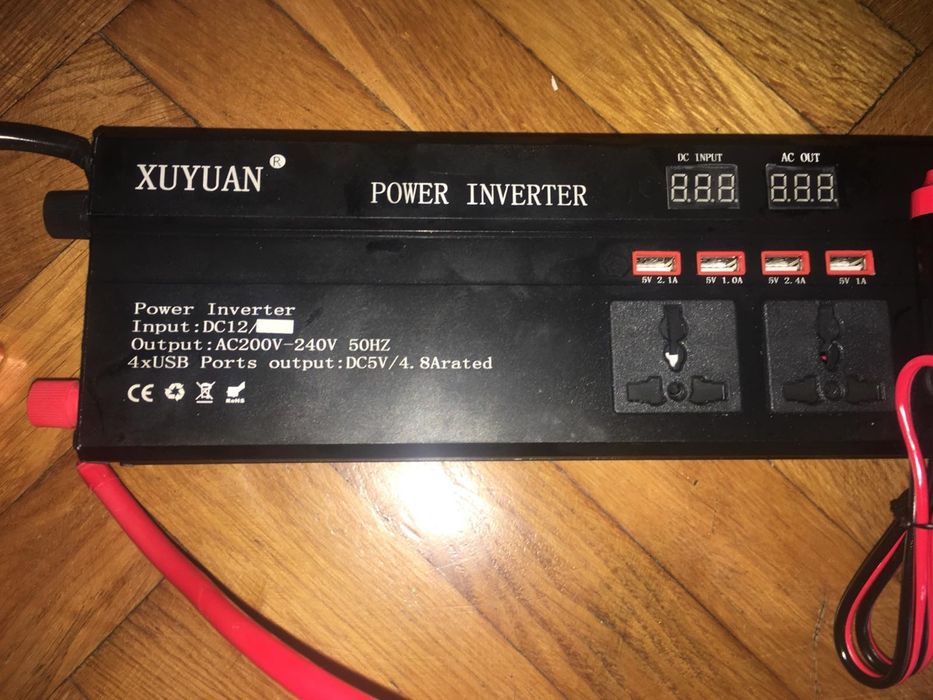 XUYUAN®
POWER INVERTER
DC INPUT
AC OUT
8.8.8.
8.8.8.
5V 2.1A
5V 1.0A
5V 2.4A
5V 1A
Power Inverter
Input:DC12/
Output:AC200V-240V 50HZ
4xUSB Ports output:DC5V/4.8Arated
CE
RoHS